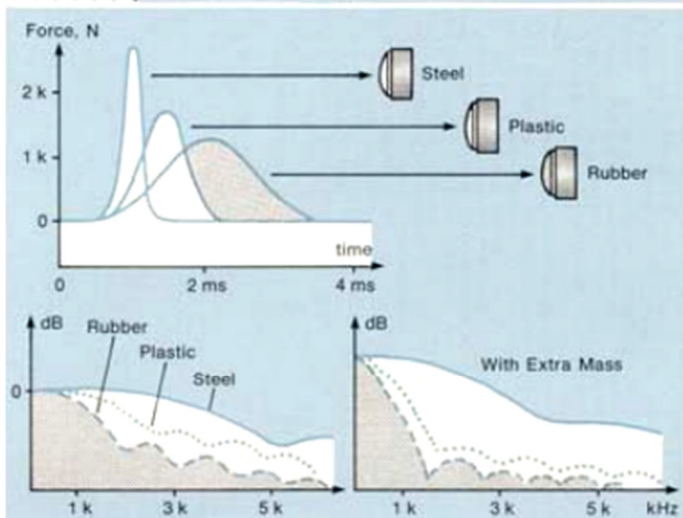 Force, N
2 k
Steel
Plastic
1 k
Rubber
0
time
0 2 ms 4 ms
dB
Rubber
Plastic
Steel
0
1 k 3 k 5 k
dB
With Extra Mass
1 k 3 k 5 k kHz